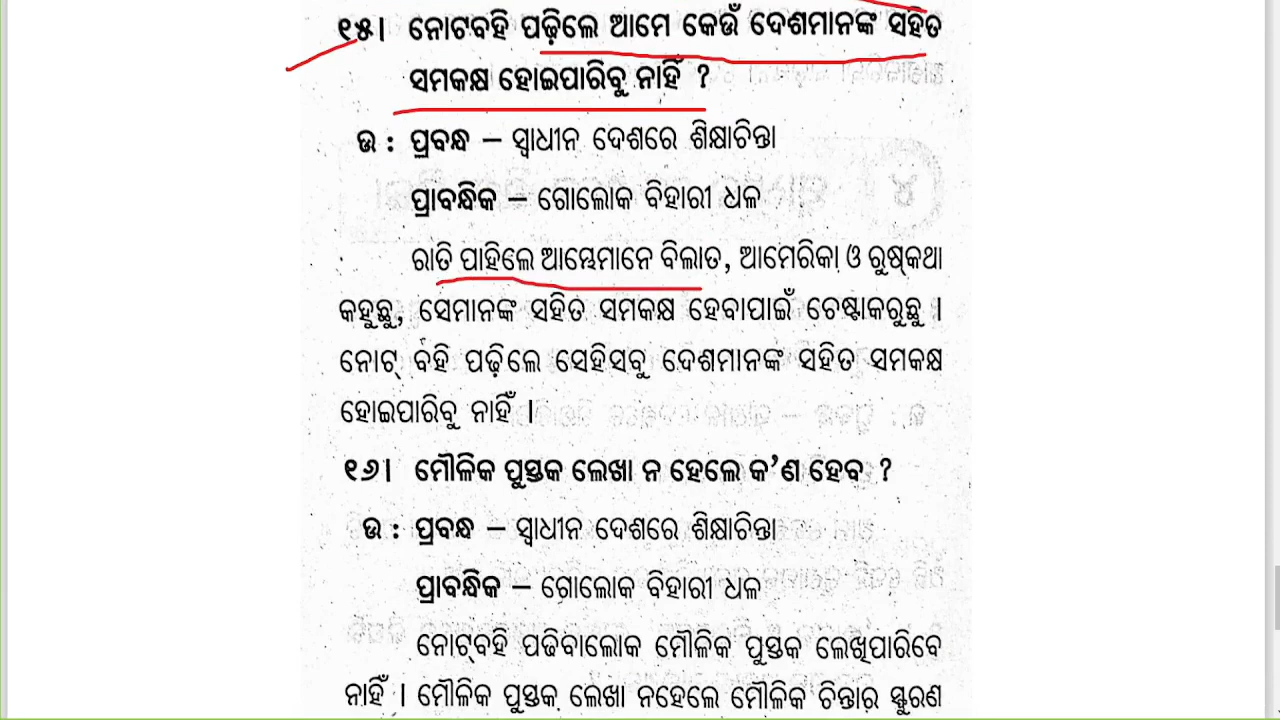 ୧୫। ନୋଟବହି ପଢ଼ିଲେ ଆମେ କେଉଁ ଦେଶମାନଙ୍କ ସହିତ
ସମକକ୍ଷ ହୋଇପାରିବୁ ନାହିଁ ?
ଉ : ପ୍ରବନ୍ଧ – ସ୍ୱାଧୀନ ଦେଶରେ ଶିକ୍ଷାଚିନ୍ତା
ପ୍ରାବନ୍ଧିକ – ଗୋଲୋକ ବିହାରୀ ଧଳ
ରାତି ପାହିଲେ ଆମ୍ଭେମାନେ ବିଲାତ, ଆମେରିକା ଓ ରୁଷ୍‌କଥା
କହୁଛୁ, ସେମାନଙ୍କ ସହିତ ସମକକ୍ଷ ହେବାପାଇଁ ଚେଷ୍ଟାକରୁଛୁ ।
ନୋଟ୍ ବହି ପଢ଼ିଲେ ସେହିସବୁ ଦେଶମାନଙ୍କ ସହିତ ସମକକ୍ଷ
ହୋଇପାରିବୁ ନାହିଁ ।
୧୬। ମୌଳିକ ପୁସ୍ତକ ଲେଖା ନ ହେଲେ କ'ଣ ହେବ ?
ଉ : ପ୍ରବନ୍ଧ – ସ୍ୱାଧୀନ ଦେଶରେ ଶିକ୍ଷାଚିନ୍ତା
ପ୍ରାବନ୍ଧିକ – ଗୋଲୋକ ବିହାରୀ ଧଳ
ନୋଟ୍‌ବହି ପଢିବାଲୋକ ମୌଳିକ ପୁସ୍ତକ ଲେଖିପାରିବେ
ନାହିଁ । ମୌଳିକ ପୁସ୍ତକ ଲେଖା ନହେଲେ ମୌଳିକ ଚିନ୍ତାର ସ୍ଫୁରଣ